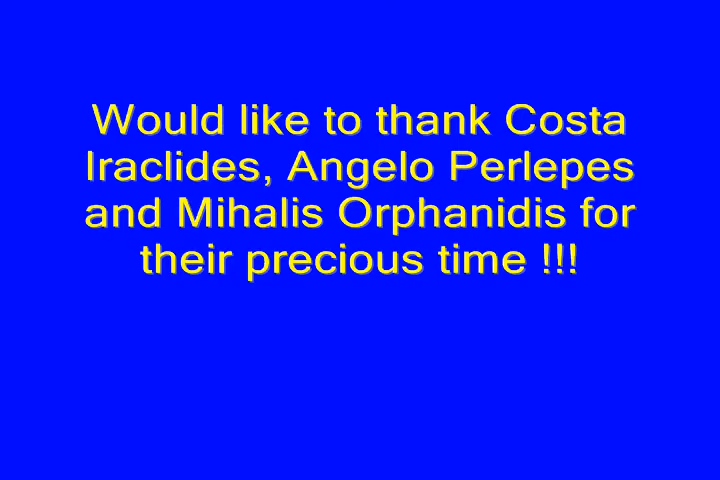 Would like to thank Costa
Iraclides, Angelo Perlepes
and Mihalis Orphanidis for
their precious time !!!